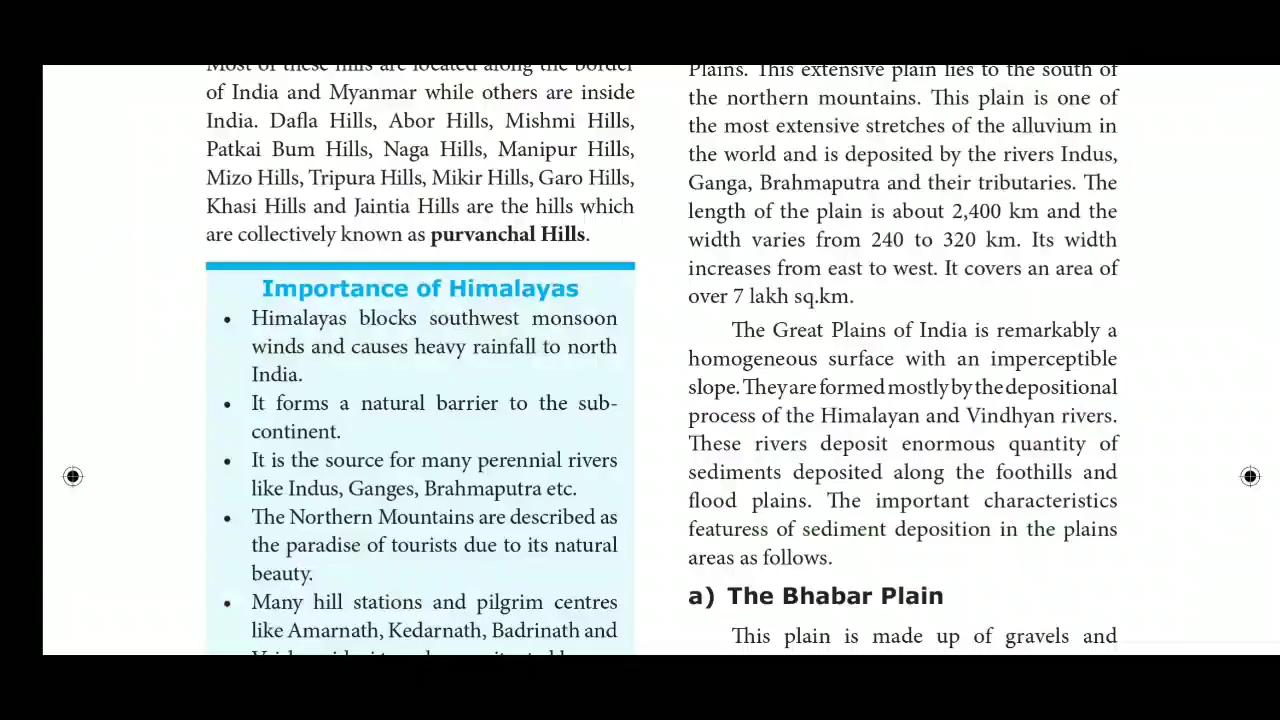 Most of these hills are located along the border
of India and Myanmar while others are inside
India. Dafla Hills, Abor Hills, Mishmi Hills,
Patkai Bum Hills, Naga Hills, Manipur Hills,
Mizo Hills, Tripura Hills, Mikir Hills, Garo Hills,
Khasi Hills and Jaintia Hills are the hills which
are collectively known as purvanchal Hills.
Importance of Himalayas
• Himalayas blocks southwest monsoon
winds and causes heavy rainfall to north
India.
• It forms a natural barrier to the sub-
continent.
• It is the source for many perennial rivers
like Indus, Ganges, Brahmaputra etc.
• The Northern Mountains are described as
the paradise of tourists due to its natural
beauty.
• Many hill stations and pilgrim centres
like Amarnath, Kedarnath, Badrinath and
Plains. This extensive plain lies to the south of
the northern mountains. This plain is one of
the most extensive stretches of the alluvium in
the world and is deposited by the rivers Indus,
Ganga, Brahmaputra and their tributaries. The
length of the plain is about 2,400 km and the
width varies from 240 to 320 km. Its width
increases from east to west. It covers an area of
over 7 lakh sq.km.
The Great Plains of India is remarkably a
homogeneous surface with an imperceptible
slope. They are formed mostly by the depositional
process of the Himalayan and Vindhyan rivers.
These rivers deposit enormous quantity of
sediments deposited along the foothills and
flood plains. The important characteristics
featuress of sediment deposition in the plains
areas as follows.
a) The Bhabar Plain
This plain is made up of gravels and